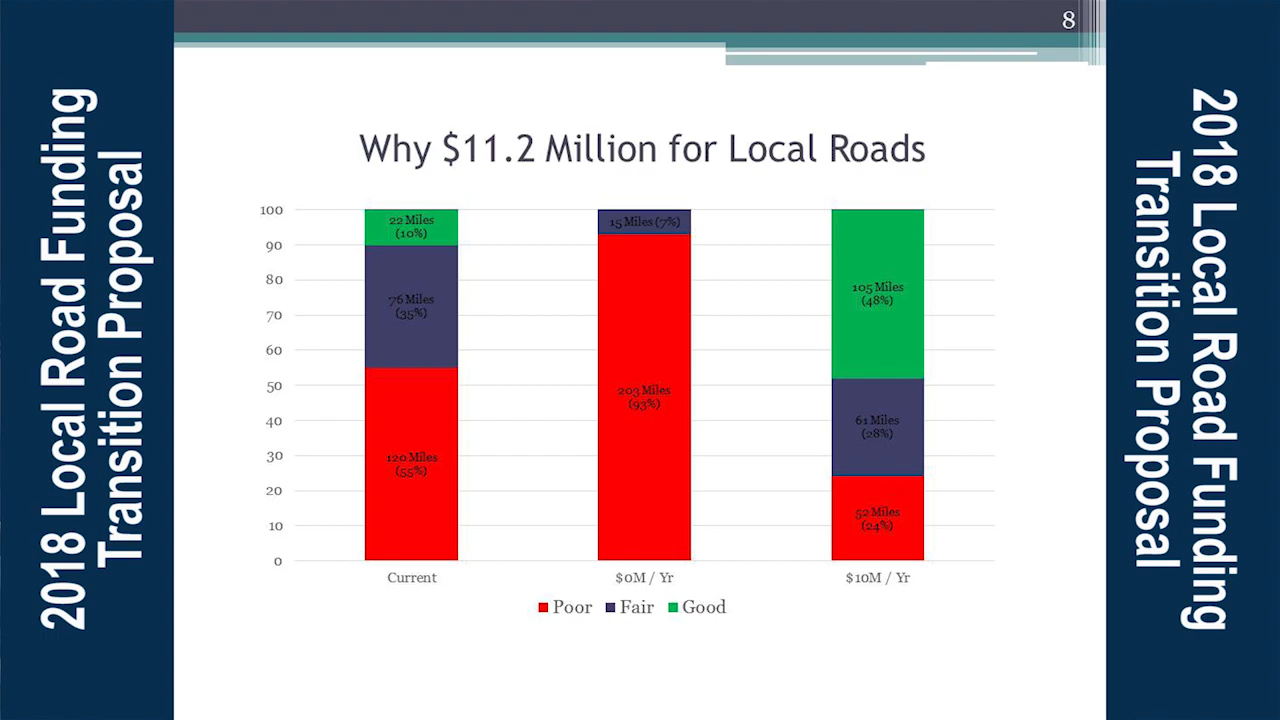 8
2018 Local Road Funding
Transition Proposal
Why $11.2 Million for Local Roads
100
90
80
70
60
50
40
30
20
10
0
22 Miles
(10%)
76 Miles
(35%)
120 Miles
(55%)
15 Miles (7%)
203 Miles
(93%)
105 Miles
(48%)
61 Miles
(28%)
52 Miles
(24%)
Current
$0M / Yr
$10M / Yr
Poor Fair Good
2018 Local Road Funding
Transition Proposal